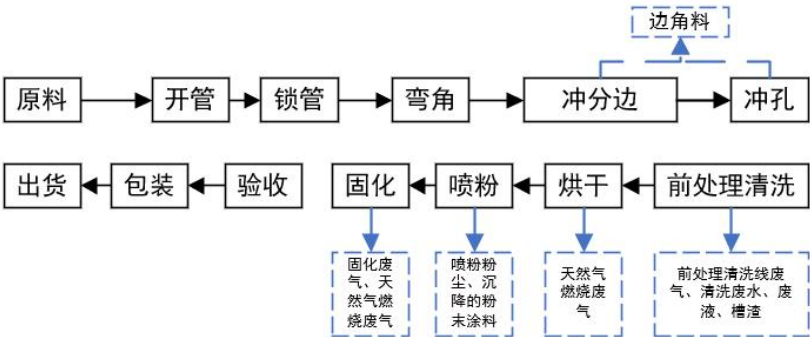 边角料
原料
开管
锁管
弯角
冲分边
冲孔
出货
包装
验收
固化
喷粉
烘干
前处理清洗
固化废
气、天
然气燃
烧废气
喷粉粉
尘、沉
降的粉
末涂料
天然气
燃烧废
气
前处理清洗线废
气、清洗废水、废
液、槽渣